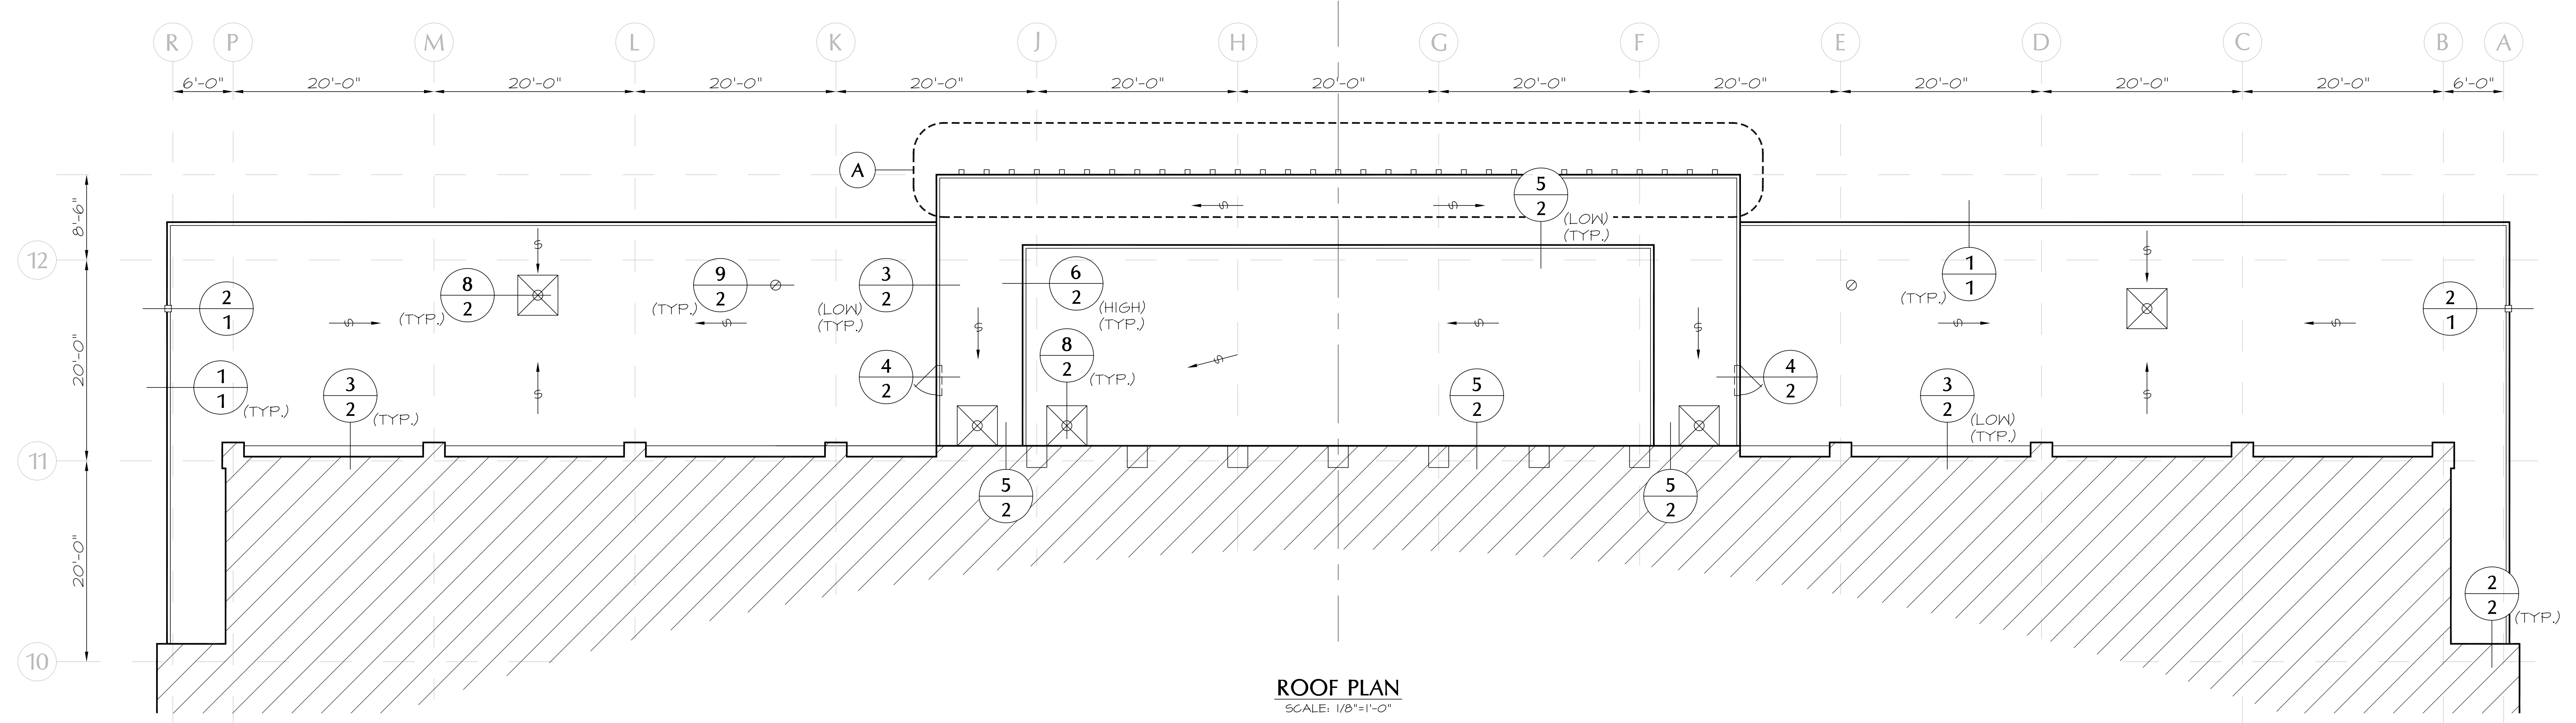 R P M L K J H G F E D C B A
6'-0" 20'-0" 20'-0" 20'-0" 20'-0" 20'-0" 20'-0" 20'-0" 20'-0" 20'-0" 20'-0" 20'-0" 6'-0"
A
8'-6"
5
2
(LOW)
(TYP.)
S S
12
S S
8
2
(TYP.)
9
2
(TYP.)
3
2
(LOW)
(TYP.)
6
2
(HIGH)
(TYP.)
1
1
(TYP.)
2
1
2
1
S S S S S S S
20'-0"
8
2
(TYP.)
S
1
1
(TYP.)
3
2
(TYP.)
S
4
2
5
2
4
2
3
2
(LOW)
(TYP.)
S
11
5
2
5
2
20'-0"
2
2
(TYP.)
10
ROOF PLAN
SCALE: 1/8"=1'-0"